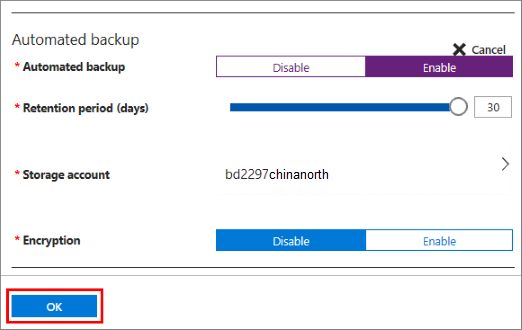 Automated backup
Cancel
* Automated backup Disable Enable
* Retention period (days) 30
* Storage account bd2297chinanorth
* Encryption Disable Enable
OK